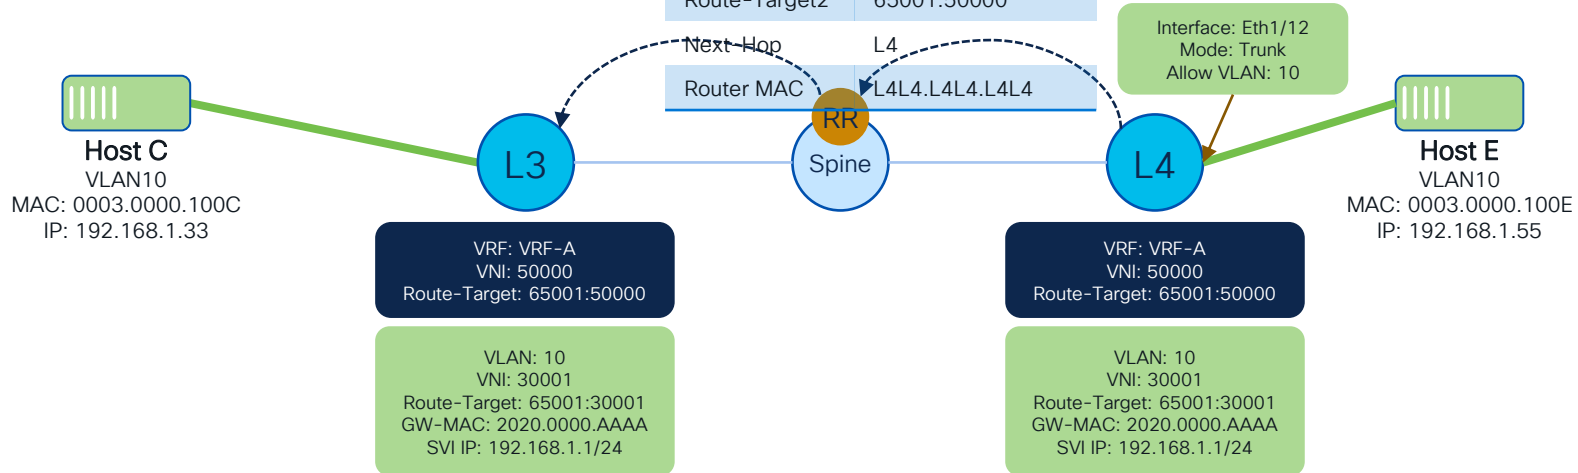 Route-Target2 65001:50000
Next-Hop L4
Router MAC L4L4.L4L4.L4L4
Interface: Eth1/12
Mode: Trunk
Allow VLAN: 10
RR
L3
Spine
L4
Host C
VLAN10
MAC: 0003.0000.100C
IP: 192.168.1.33
Host E
VLAN10
MAC: 0003.0000.100E
IP: 192.168.1.55
VRF: VRF-A
VNI: 50000
Route-Target: 65001:50000
VLAN: 10
VNI: 30001
Route-Target: 65001:30001
GW-MAC: 2020.0000.AAAA
SVI IP: 192.168.1.1/24
VRF: VRF-A
VNI: 50000
Route-Target: 65001:50000
VLAN: 10
VNI: 30001
Route-Target: 65001:30001
GW-MAC: 2020.0000.AAAA
SVI IP: 192.168.1.1/24